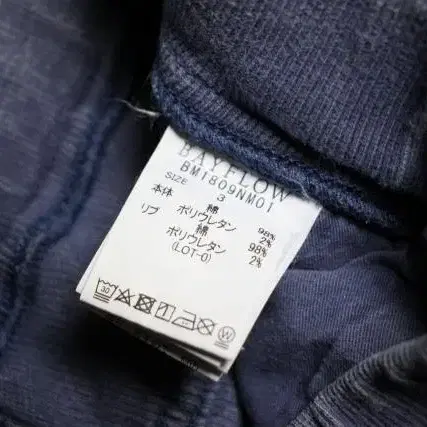 BAYFLOW
BM1809NM01
SIZE 3
本体 綿 98%
ポリウレタン 2%
リブ 綿 98%
ポリウレタン 2%
(LOT-0)
30
W